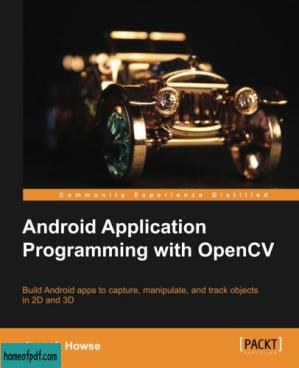 Community Experience Distilled
Android Application
Programming with OpenCV
Build Android apps to capture, manipulate, and track objects
in 2D and 3D
Howse
homeofpdf.com
[PACKT]
PUBLISHING